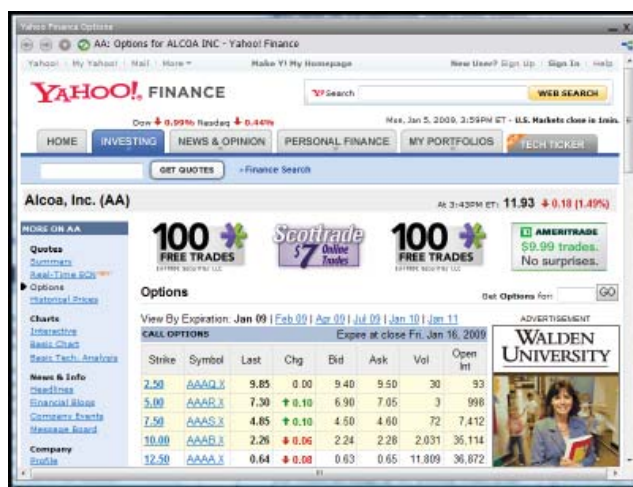 Yahoo Finance Options
AA: Options for ALCOA INC - Yahoo! Finance
Yahoo! My Yahoo! Mail More Make Y! My Homepage New User? Sign Up Sign In Help
YAHOO! FINANCE Y! Search WEB SEARCH
Dow 0.99% Nasdaq 0.44% Mon, Jan 5, 2009, 3:59PM ET - U.S. Markets close in 1min.
HOME INVESTING NEWS & OPINION PERSONAL FINANCE MY PORTFOLIOS TECH TICKER
GET QUOTES Finance Search
Alcoa, Inc. (AA) At 3:43PM ET: 11.93 0.18 (1.49%)
MORE ON AA
Quotes
Summary
Real-Time ECN
Options
Historical Prices
Charts
Interactive
Basic Chart
Basic Tech. Analysis
News & Info
Headlines
Financial Blogs
Company Events
Message Board
Company
Profile
100 FREE TRADES
Scottrade $7 Online Trades
100 FREE TRADES
AMERITRADE
$9.99 trades.
No surprises.
Options Get Options for: GO
View By Expiration: Jan 09 | Feb 09 | Apr 09 | Jul 09 | Jan 10 | Jan 11
CALL OPTIONS Expire at close Fri, Jan 16, 2009
Strike Symbol Last Chg Bid Ask Vol Open Int
2.50 AAAQ.X 9.85 0.00 9.40 9.50 30 93
5.00 AAAR.X 7.30 0.10 6.90 7.05 3 998
7.50 AAAS.X 4.85 0.10 4.50 4.60 72 7,412
10.00 AAAB.X 2.26 0.06 2.24 2.28 2,031 36,114
12.50 AAAA.X 0.64 0.08 0.63 0.65 11,809 36,872
ADVERTISEMENT
WALDEN
UNIVERSITY